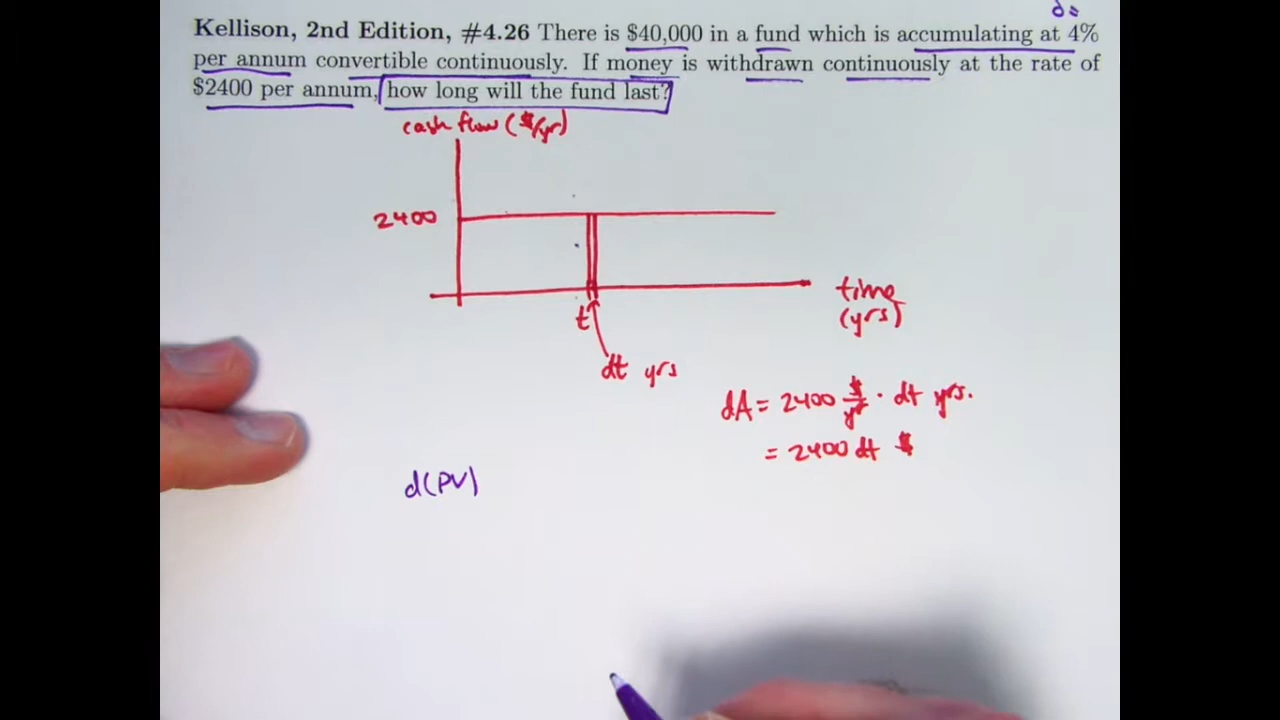 δ=
Kellison, 2nd Edition, #4.26 There is $40,000 in a fund which is accumulating at 4%
per annum convertible continuously. If money is withdrawn continuously at the rate of
$2400 per annum, how long will the fund last?
cash flow ($/yr)
2400
time
(yrs)
t
dt yrs
dA = 2400 $/yr · dt yrs.
= 2400 dt $
d(PV)